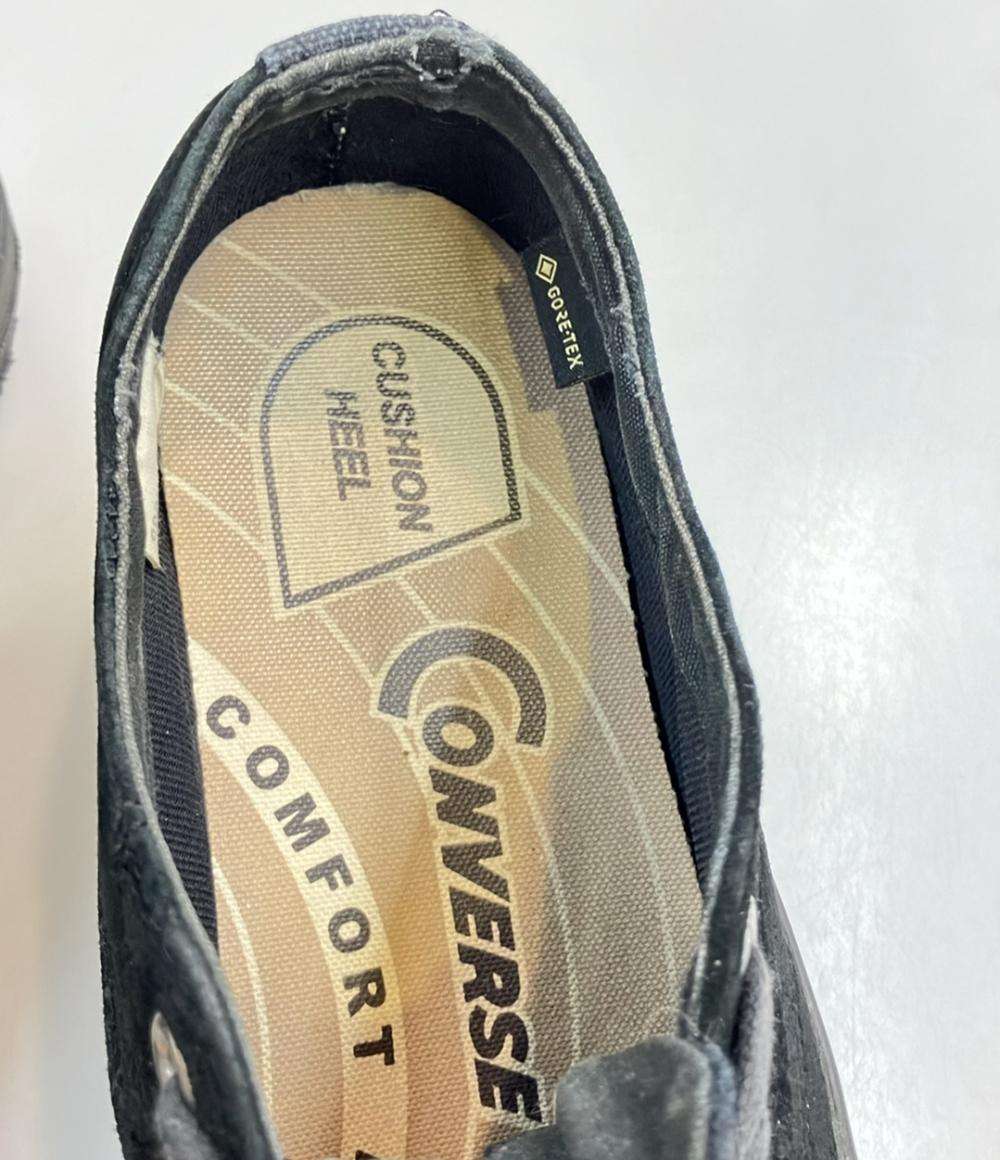 GORE-TEX
CUSHION
HEEL
CONVERSE
COMFORT